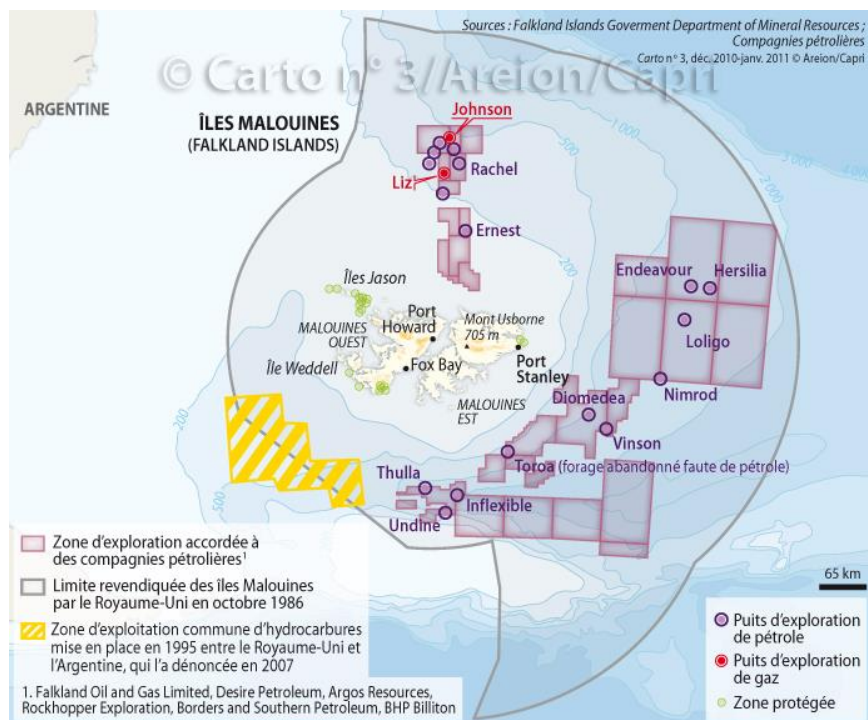 Sources : Falkland Islands Goverment Department of Mineral Resources ;
Compagnies pétrolières
Carto n° 3, déc. 2010-janv. 2011 © Areion/Capri
© Carto n° 3/Areion/Capri
ARGENTINE
ÎLES MALOUINES
(FALKLAND ISLANDS)
Johnson
Rachel
Liz
Ernest
500
1 000
2 000
3 000
4 000
200
Endeavour
Hersilia
Loligo
Nimrod
Îles Jason
Port
Howard
Mont Usborne
705 m
MALOUINES
OUEST
Île Weddell
Fox Bay
Port
Stanley
MALOUINES
EST
Diomedea
Vinson
Toroa (forage abandonné faute de pétrole)
200
500
Thulla
Inflexible
Undine
Zone d'exploration accordée à
des compagnies pétrolières¹
Limite revendiquée des îles Malouines
par le Royaume-Uni en octobre 1986
Zone d'exploitation commune d'hydrocarbures
mise en place en 1995 entre le Royaume-Uni et
l'Argentine, qui l'a dénoncée en 2007
1. Falkland Oil and Gas Limited, Desire Petroleum, Argos Resources,
Rockhopper Exploration, Borders and Southern Petroleum, BHP Billiton
65 km
Puits d'exploration
de pétrole
Puits d'exploration
de gaz
Zone protégée